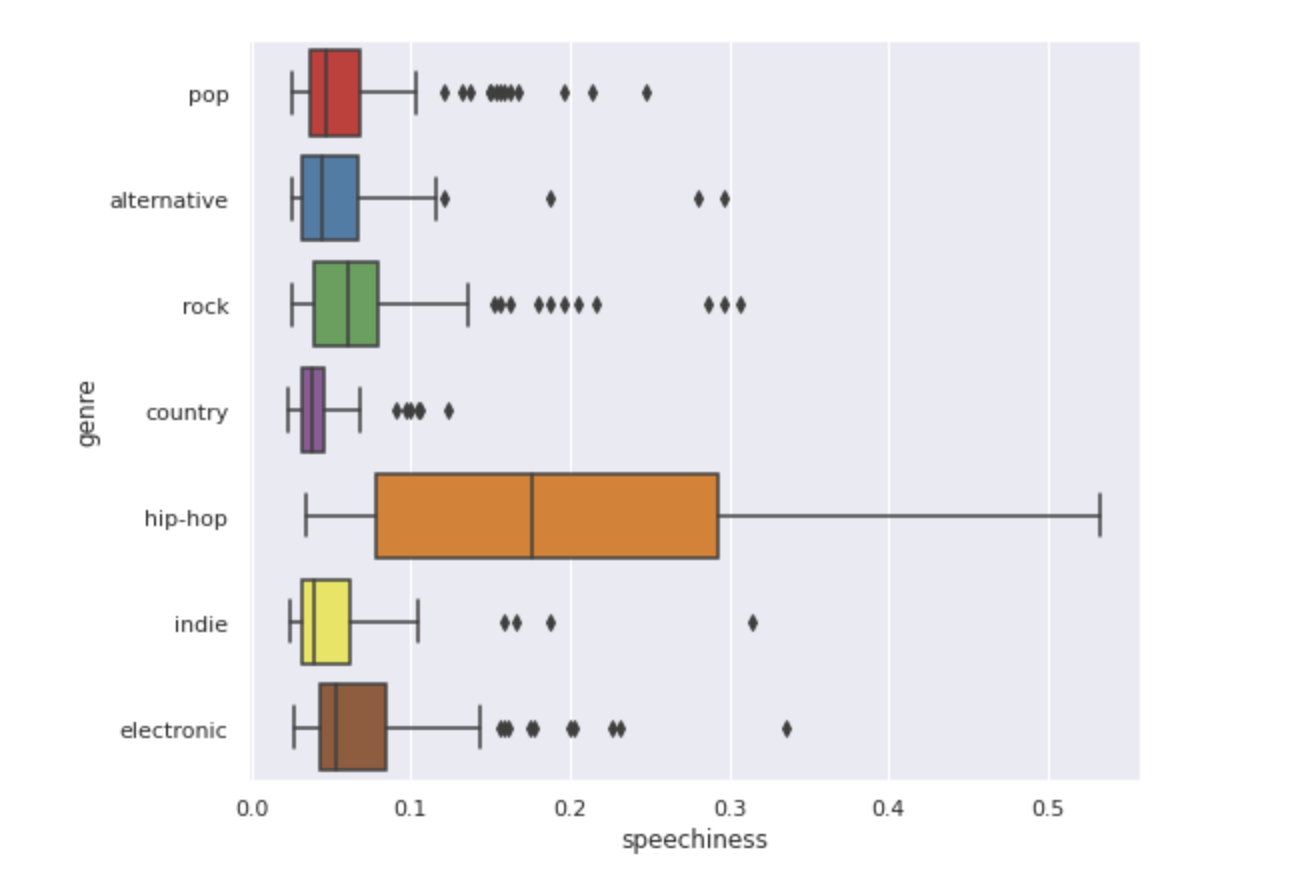 pop
alternative
rock
country
hip-hop
indie
electronic
genre
0.0 0.1 0.2 0.3 0.4 0.5
speechiness